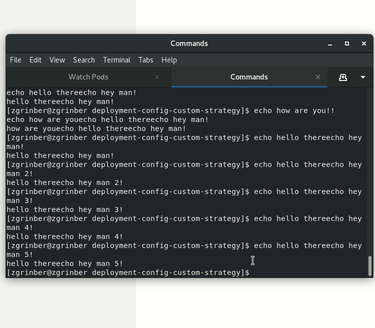 Commands
File Edit View Search Deployment Tabs Help
Watch Pods × Commands ×
echo hello thereecho hey man!
hello thereecho hey man!
[zgrinber@zgrinber deployment-config-custom-strategy]$ echo how are you!!
echo how are youecho hello thereecho hey man!
how are youecho hello thereecho hey man!
[zgrinber@zgrinber deployment-config-custom-strategy]$ echo hello thereecho hey
man!
hello thereecho hey man!
[zgrinber@zgrinber deployment-config-custom-strategy]$ echo hello thereecho hey
man 2!
hello thereecho hey man 2!
[zgrinber@zgrinber deployment-config-custom-strategy]$ echo hello thereecho hey
man 3!
hello thereecho hey man 3!
[zgrinber@zgrinber deployment-config-custom-strategy]$ echo hello thereecho hey
man 4!
hello thereecho hey man 4!
[zgrinber@zgrinber deployment-config-custom-strategy]$ echo hello thereecho hey
man 5!
hello thereecho hey man 5!
[zgrinber@zgrinber deployment-config-custom-strategy]$